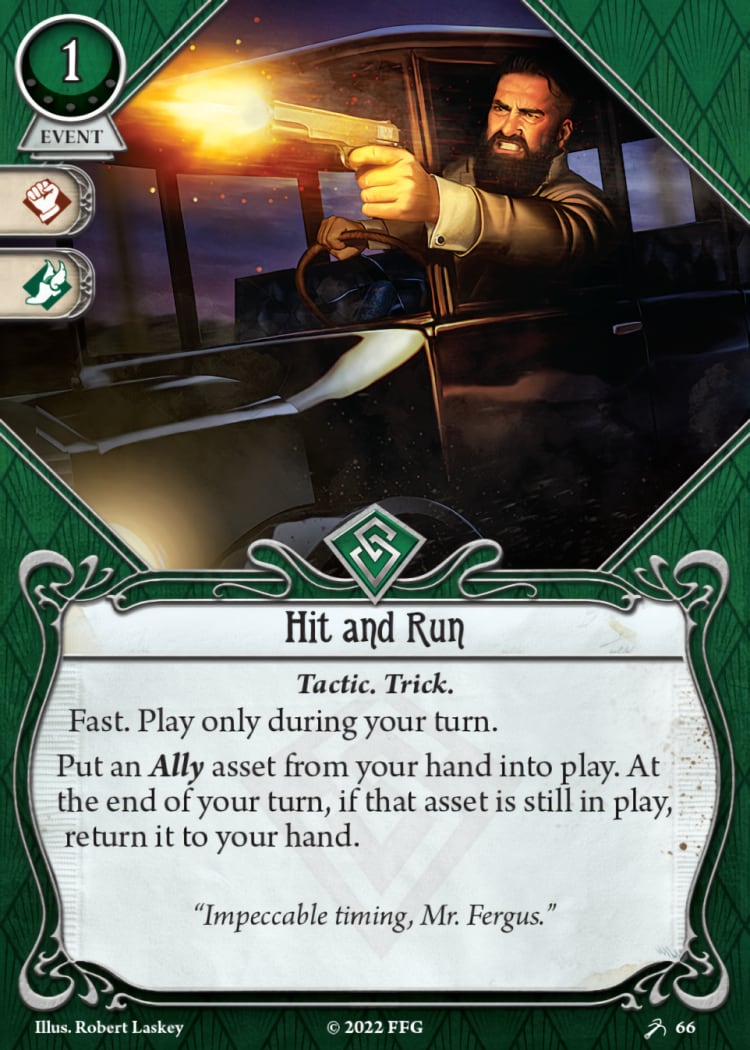 1
EVENT
Hit and Run
Tactic. Trick.
Fast. Play only during your turn.
Put an Ally asset from your hand into play. At
the end of your turn, if that asset is still in play,
return it to your hand.
“Impeccable timing, Mr. Fergus.”
Illus. Robert Laskey
© 2022 FFG
66